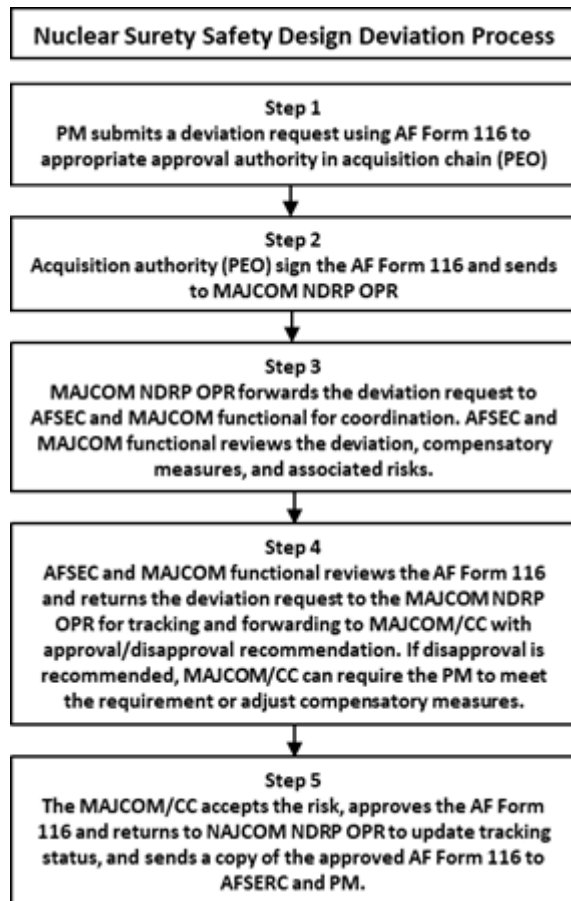 Nuclear Surety Safety Design Deviation Process
Step 1
PM submits a deviation request using AF Form 116 to
appropriate approval authority in acquisition chain (PEO)
Step 2
Acquisition authority (PEO) sign the AF Form 116 and sends
to MAJCOM NDRP OPR
Step 3
MAJCOM NDRP OPR forwards the deviation request to
AFSEC and MAJCOM functional for coordination. AFSEC and
MAJCOM functional reviews the deviation, compensatory
measures, and associated risks.
Step 4
AFSEC and MAJCOM functional reviews the AF Form 116
and returns the deviation request to the MAJCOM NDRP
OPR for tracking and forwarding to MAJCOM/CC with
approval/disapproval recommendation. If disapproval is
recommended, MAJCOM/CC can require the PM to meet
the requirement or adjust compensatory measures.
Step 5
The MAJCOM/CC accepts the risk, approves the AF Form
116 and returns to NAJCOM NDRP OPR to update tracking
status, and sends a copy of the approved AF Form 116 to
AFSERC and PM.